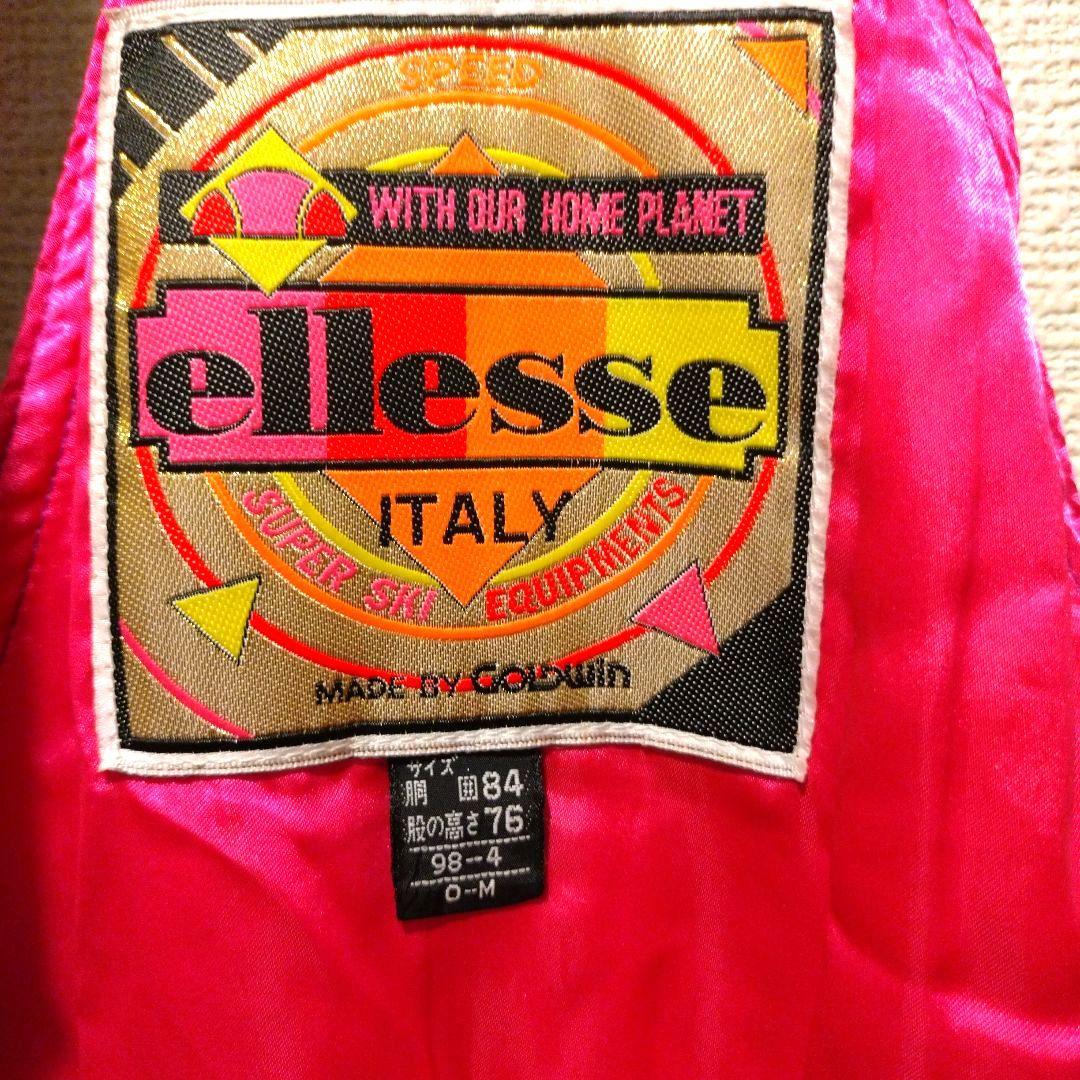 SPEED
WITH OUR HOME PLANET
ellesse
ITALY
SUPER SKI EQUIPMENTS
MADE BY GOLDWIN
サイズ
胴囲84
股の高さ76
98--4
O--M